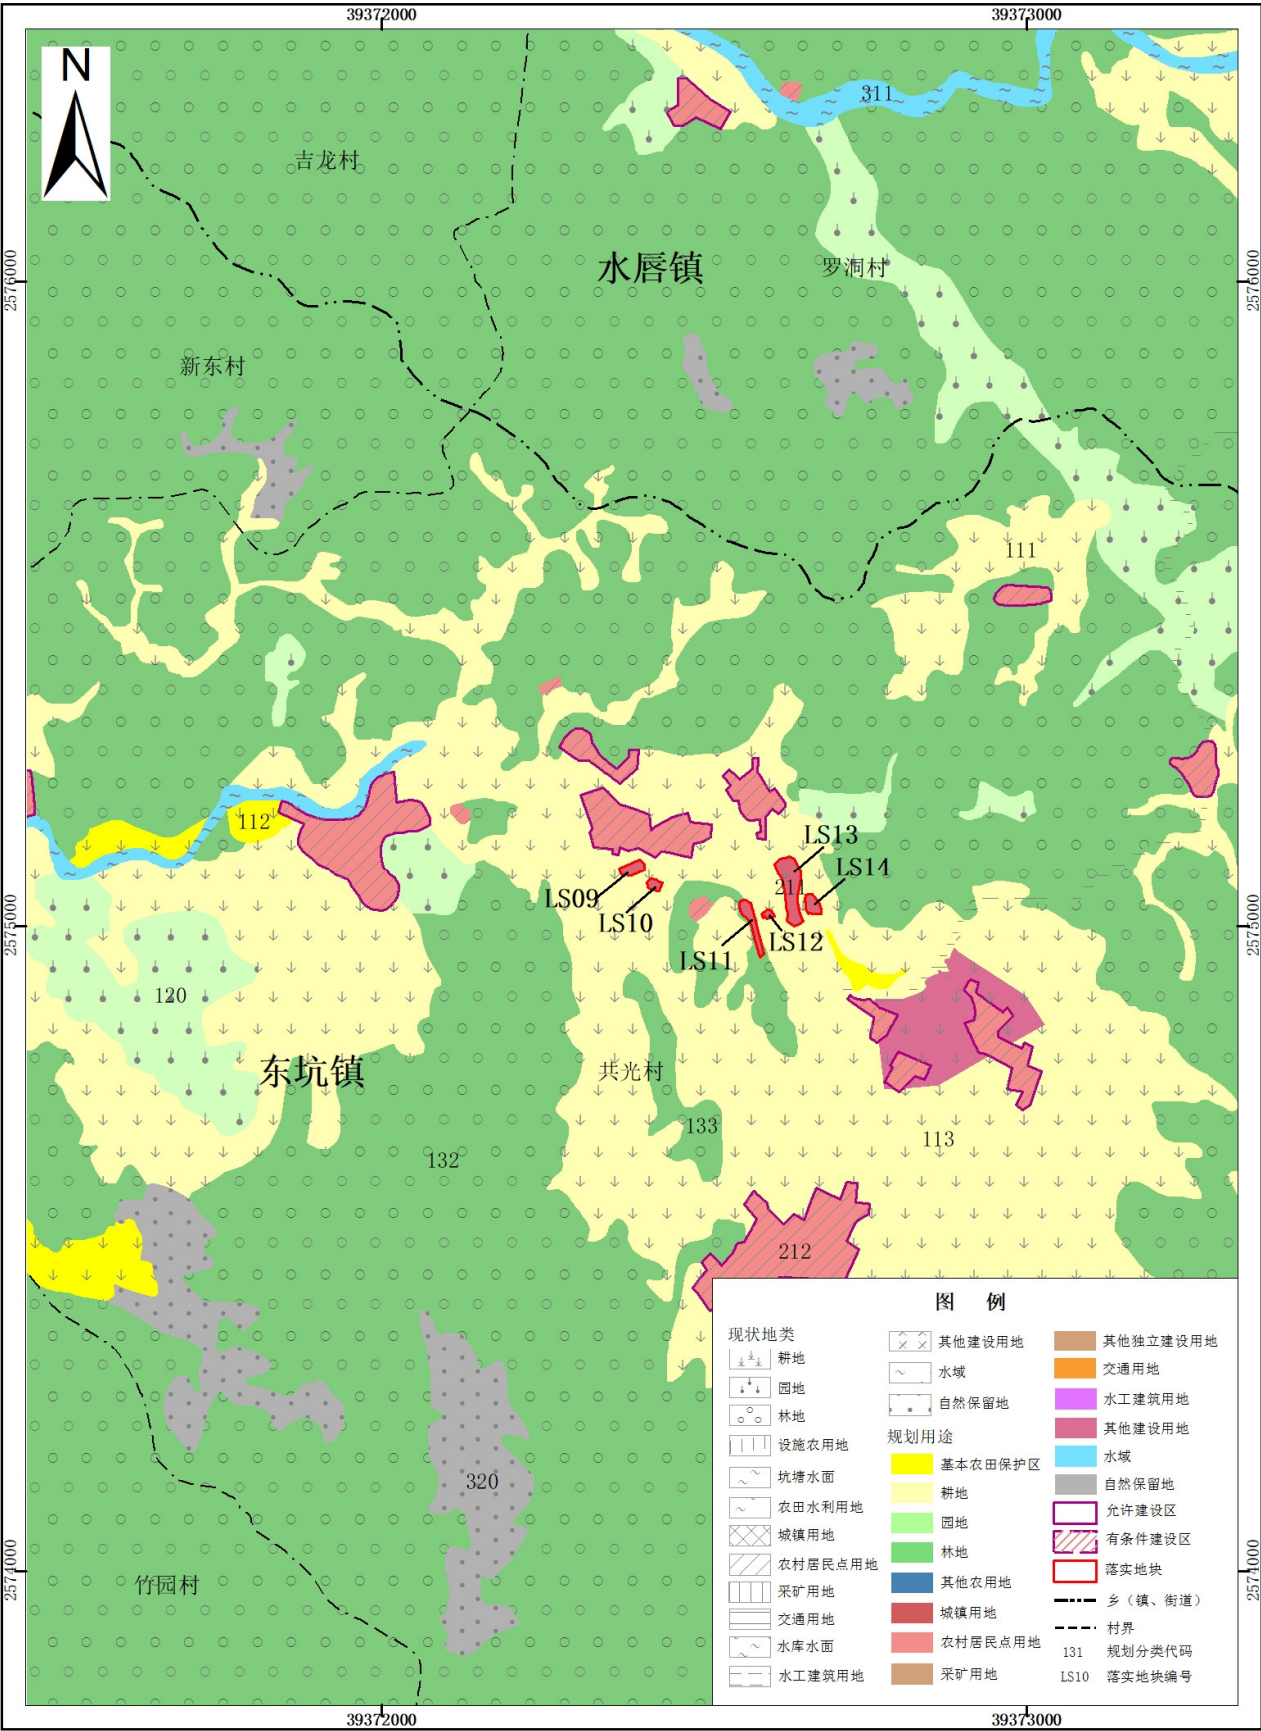 39372000
39373000
N
311
吉龙村
水唇镇
罗洞村
2576000
2576000
新东村
111
112
LS13
211
LS14
LS09
LS10
LS12
LS11
2575000
2575000
120
东坑镇
共光村
133
113
132
212
320
竹园村
2574000
2574000
图 例
现状地类
耕地
园地
林地
设施农用地
坑塘水面
农田水利用地
城镇用地
农村居民点用地
采矿用地
交通用地
水库水面
水工建筑用地
其他建设用地
水域
自然保留地
规划用途
基本农田保护区
耕地
园地
林地
其他农用地
城镇用地
农村居民点用地
采矿用地
其他独立建设用地
交通用地
水工建筑用地
其他建设用地
水域
自然保留地
允许建设区
有条件建设区
落实地块
乡（镇、街道）
村界
131 规划分类代码
LS10 落实地块编号
39372000
39373000